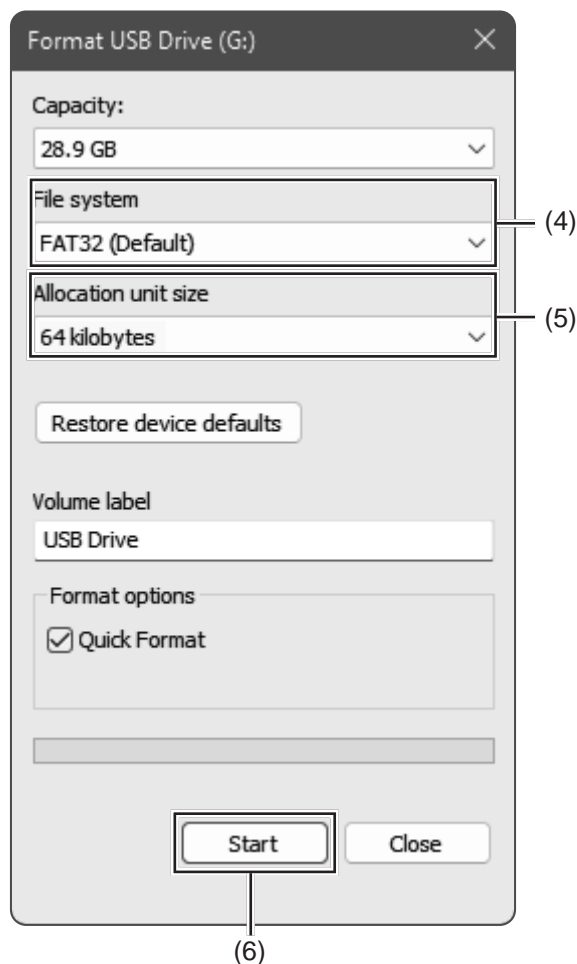 Format USB Drive (G:)
Capacity:
28.9 GB
File system
(4)
FAT32 (Default)
Allocation unit size
(5)
64 kilobytes
Restore device defaults
Volume label
USB Drive
Format options
Quick Format
Start Close
(6)